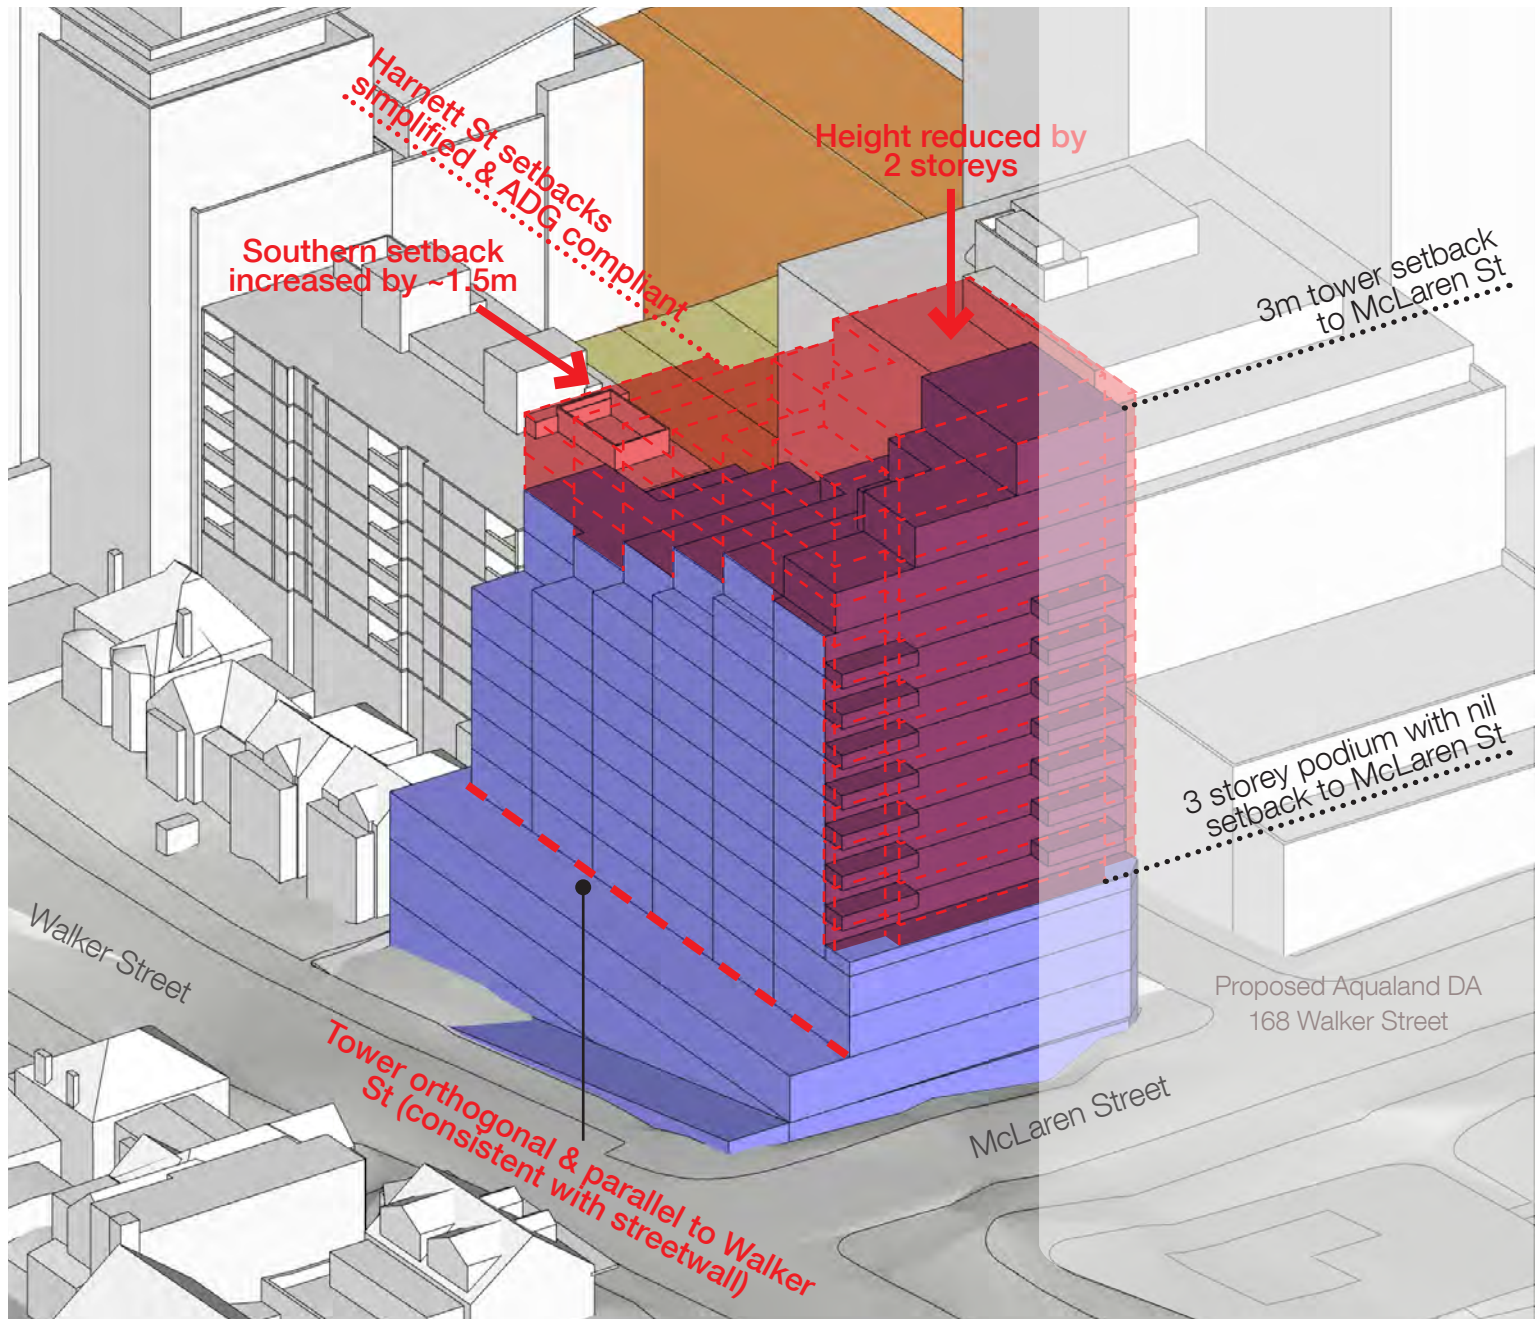 Harnett St setbacks
simplified & ADG compliant
Height reduced by
2 storeys
Southern setback
increased by ~1.5m
3m tower setback
to McLaren St
3 storey podium with nil
setback to McLaren St
Walker Street
Proposed Aqualand DA
168 Walker Street
McLaren Street
Tower orthogonal & parallel to Walker
St (consistent with streetwall)